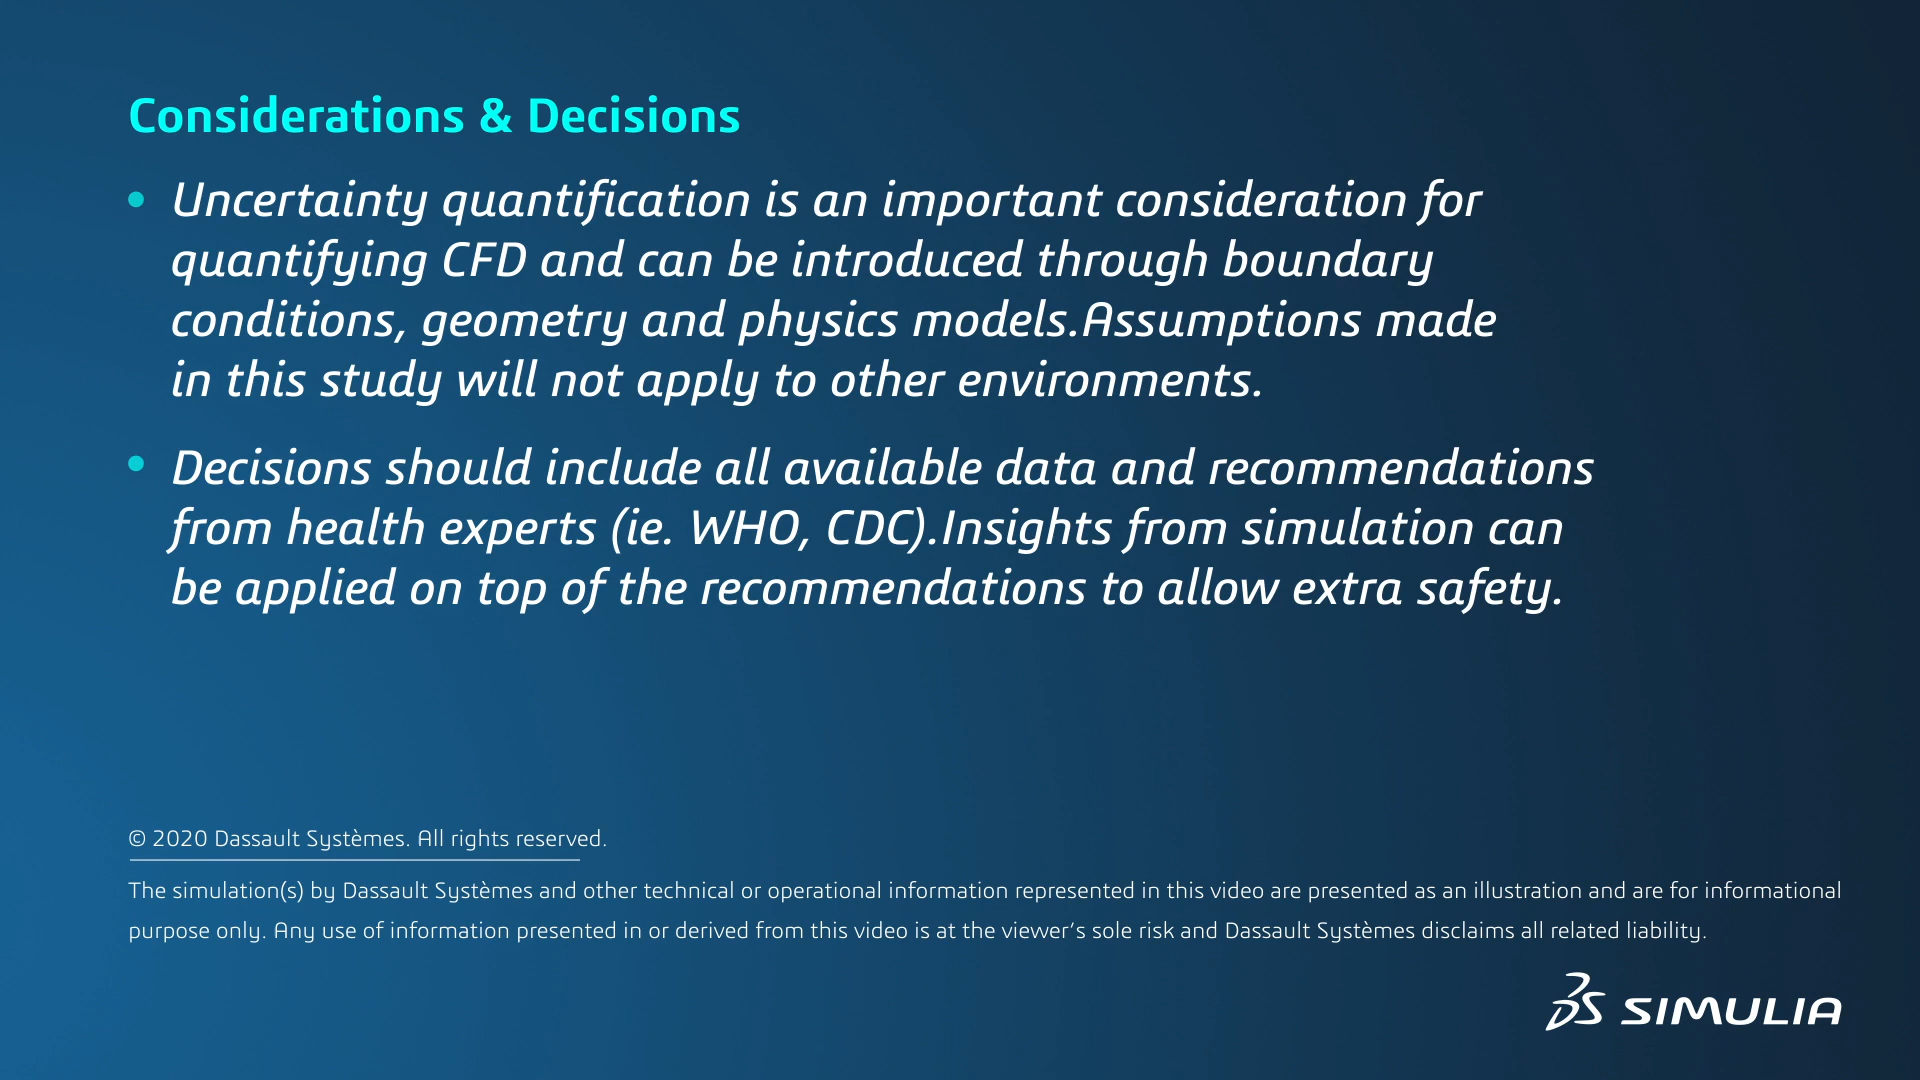 Considerations & Decisions
• Uncertainty quantification is an important consideration for
quantifying CFD and can be introduced through boundary
conditions, geometry and physics models.Assumptions made
in this study will not apply to other environments.
• Decisions should include all available data and recommendations
from health experts (ie. WHO, CDC).Insights from simulation can
be applied on top of the recommendations to allow extra safety.
© 2020 Dassault Systèmes. All rights reserved.
The simulation(s) by Dassault Systèmes and other technical or operational information represented in this video are presented as an illustration and are for informational
purpose only. Any use of information presented in or derived from this video is at the viewer's sole risk and Dassault Systèmes disclaims all related liability.
3DS SIMULIA